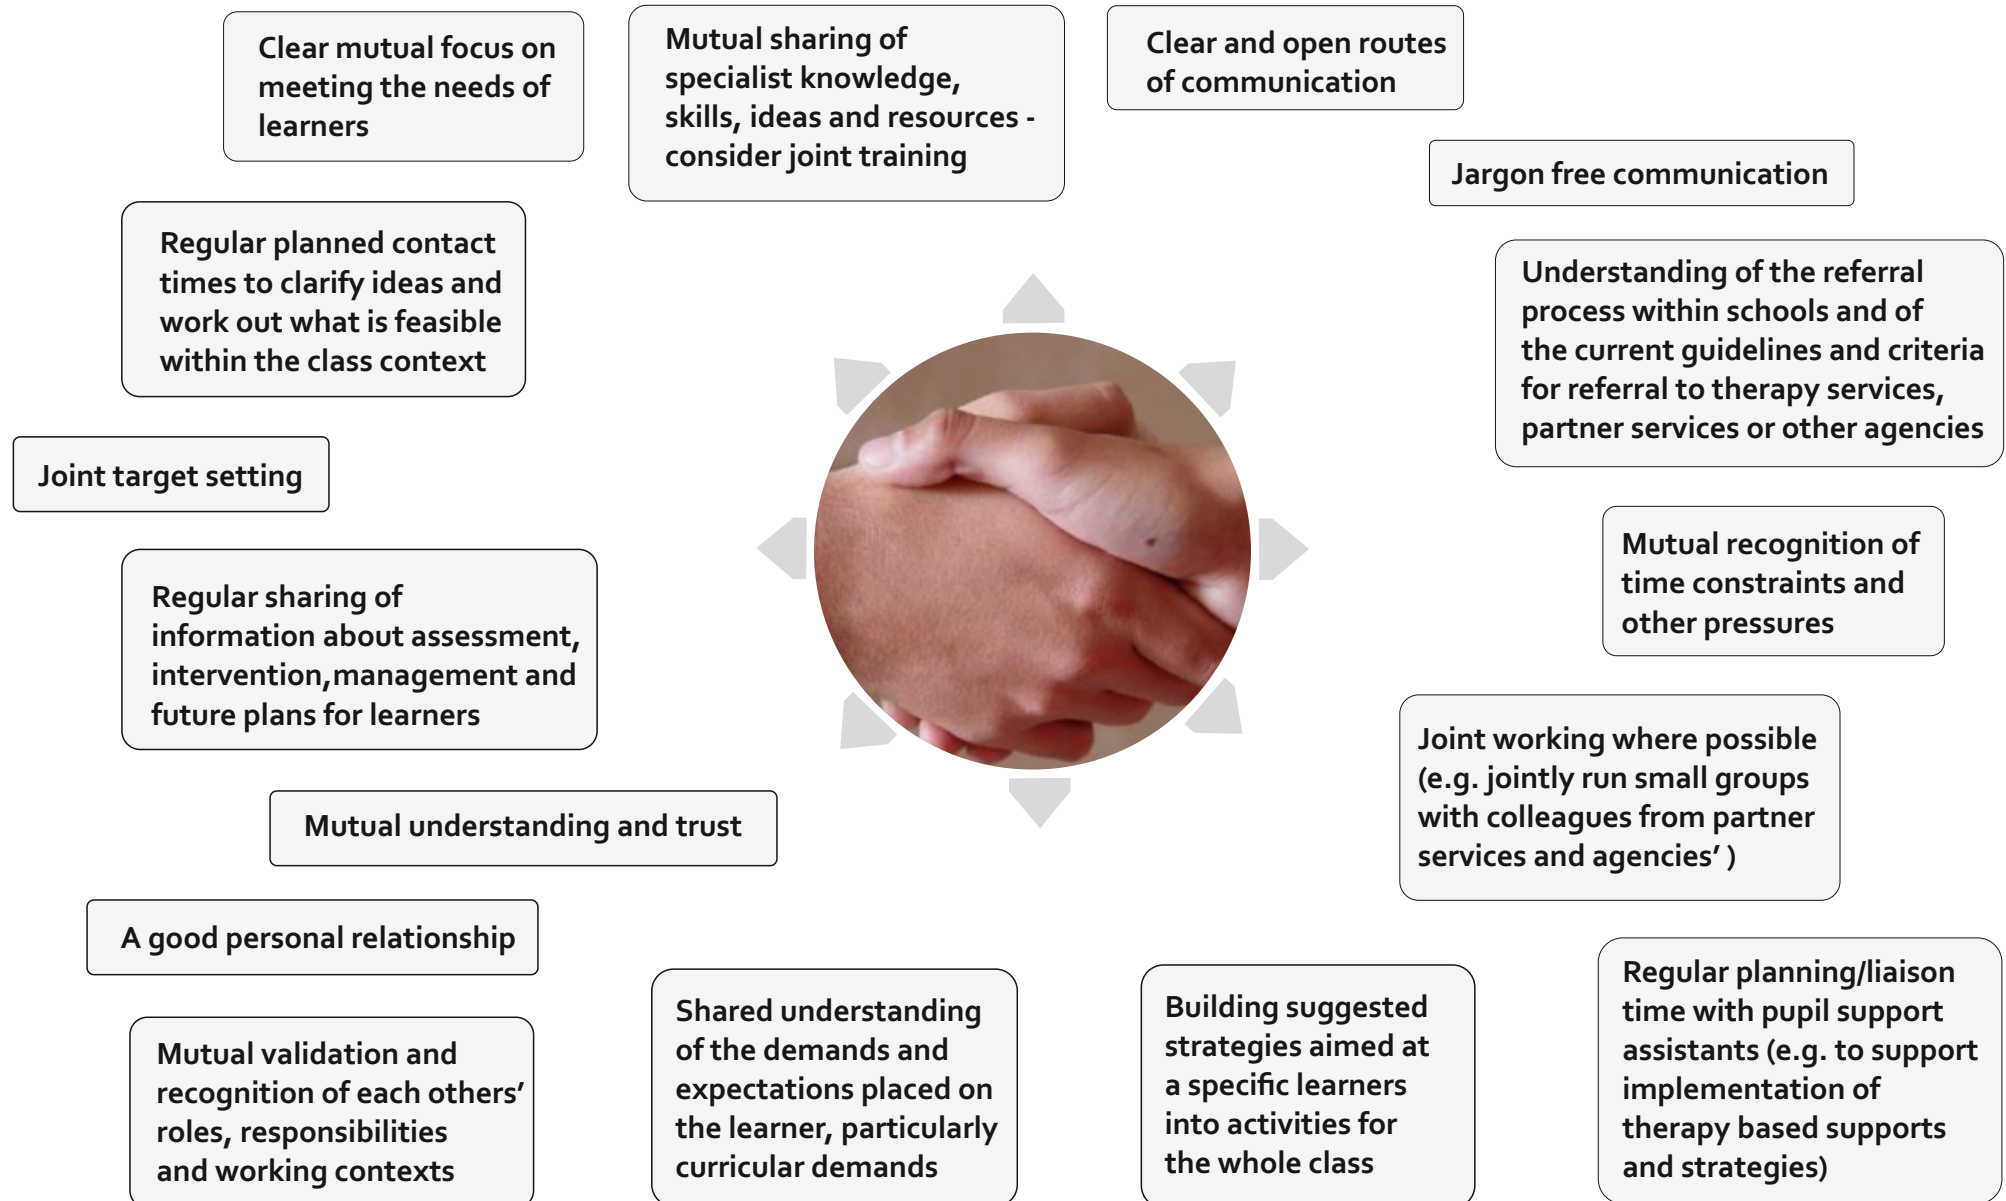 Clear mutual focus on
meeting the needs of
learners
Mutual sharing of
specialist knowledge,
skills, ideas and resources -
consider joint training
Clear and open routes
of communication
Jargon free communication
Regular planned contact
times to clarify ideas and
work out what is feasible
within the class context
Understanding of the referral
process within schools and of
the current guidelines and criteria
for referral to therapy services,
partner services or other agencies
Joint target setting
Mutual recognition of
time constraints and
other pressures
Regular sharing of
information about assessment,
intervention,management and
future plans for learners
Joint working where possible
(e.g. jointly run small groups
with colleagues from partner
services and agencies’ )
Mutual understanding and trust
A good personal relationship
Mutual validation and
recognition of each others’
roles, responsibilities
and working contexts
Shared understanding
of the demands and
expectations placed on
the learner, particularly
curricular demands
Building suggested
strategies aimed at
a specific learners
into activities for
the whole class
Regular planning/liaison
time with pupil support
assistants (e.g. to support
implementation of
therapy based supports
and strategies)